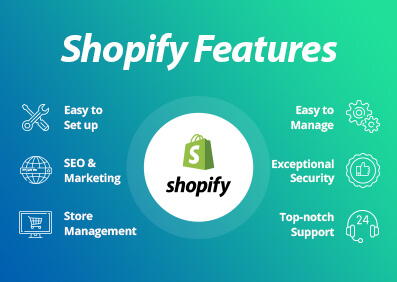 Shopify Features
Easy to
Set up
SEO &
Marketing
Store
Management
S
shopify
Easy to
Manage
Exceptional
Security
Top-notch
Support
24